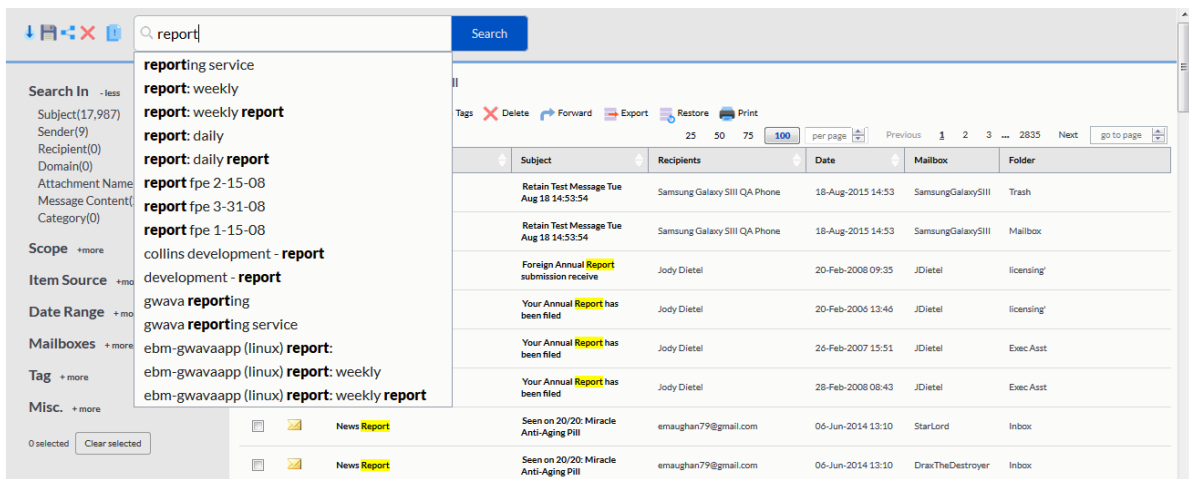 report
Search
reporting service
report: weekly
report: weekly report
report: daily
report: daily report
report fpe 2-15-08
report fpe 3-31-08
report fpe 1-15-08
collins development - report
development - report
gwava reporting
gwava reporting service
ebm-gwavaapp (linux) report:
ebm-gwavaapp (linux) report: weekly
ebm-gwavaapp (linux) report: weekly report
Search In - less
Subject(17,987)
Sender(9)
Recipient(0)
Domain(0)
Attachment Name
Message Content(
Category(0)
Scope +more
Item Source +mo
Date Range +mo
Mailboxes +more
Tag +more
Misc. +more
0 selected Clear selected
Tags Delete Forward Export Restore Print
25 50 75 100 per page Previous 1 2 3 ... 2835 Next go to page
Subject Recipients Date Mailbox Folder
Retain Test Message Tue
Aug 18 14:53:54 Samsung Galaxy SIII QA Phone 18-Aug-2015 14:53 SamsungGalaxySIII Trash
Retain Test Message Tue
Aug 18 14:53:54 Samsung Galaxy SIII QA Phone 18-Aug-2015 14:53 SamsungGalaxySIII Mailbox
Foreign Annual Report
submission receive Jody Dietel 20-Feb-2008 09:35 JDietel licensing'
Your Annual Report has
been filed Jody Dietel 20-Feb-2006 13:46 JDietel licensing'
Your Annual Report has
been filed Jody Dietel 26-Feb-2007 15:51 JDietel Exec Asst
Your Annual Report has
been filed Jody Dietel 28-Feb-2008 08:43 JDietel Exec Asst
News Report Seen on 20/20: Miracle
Anti-Aging Pill emaughan79@gmail.com 06-Jun-2014 13:10 StarLord Inbox
News Report Seen on 20/20: Miracle
Anti-Aging Pill emaughan79@gmail.com 06-Jun-2014 13:10 DraxTheDestroyer Inbox